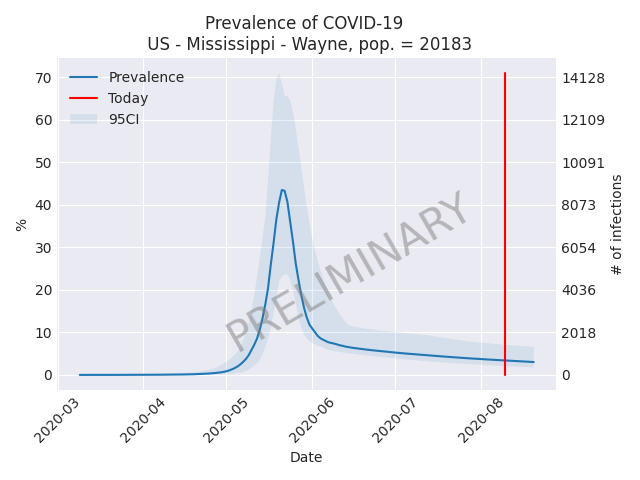 Prevalence of COVID-19
US - Mississippi - Wayne, pop. = 20183
Prevalence
Today
95CI
70
60
50
40
30
20
10
0
%
14128
12109
10091
8073
6054
4036
2018
0
# of infections
PRELIMINARY
2020-03
2020-04
2020-05
2020-06
2020-07
2020-08
Date